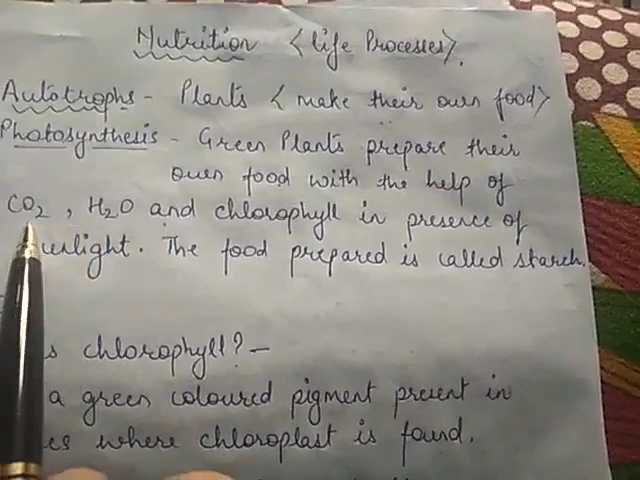 Nutrition <life Processes>.
Autotrophs - Plants <make their own food>
Photosynthesis - Green Plants prepare their
own food with the help of
CO2, H2O and chlorophyll in presence of
unlight. The food prepared is called starch.
s chlorophyll? -
a green coloured pigment present in
es where chloroplast is found.